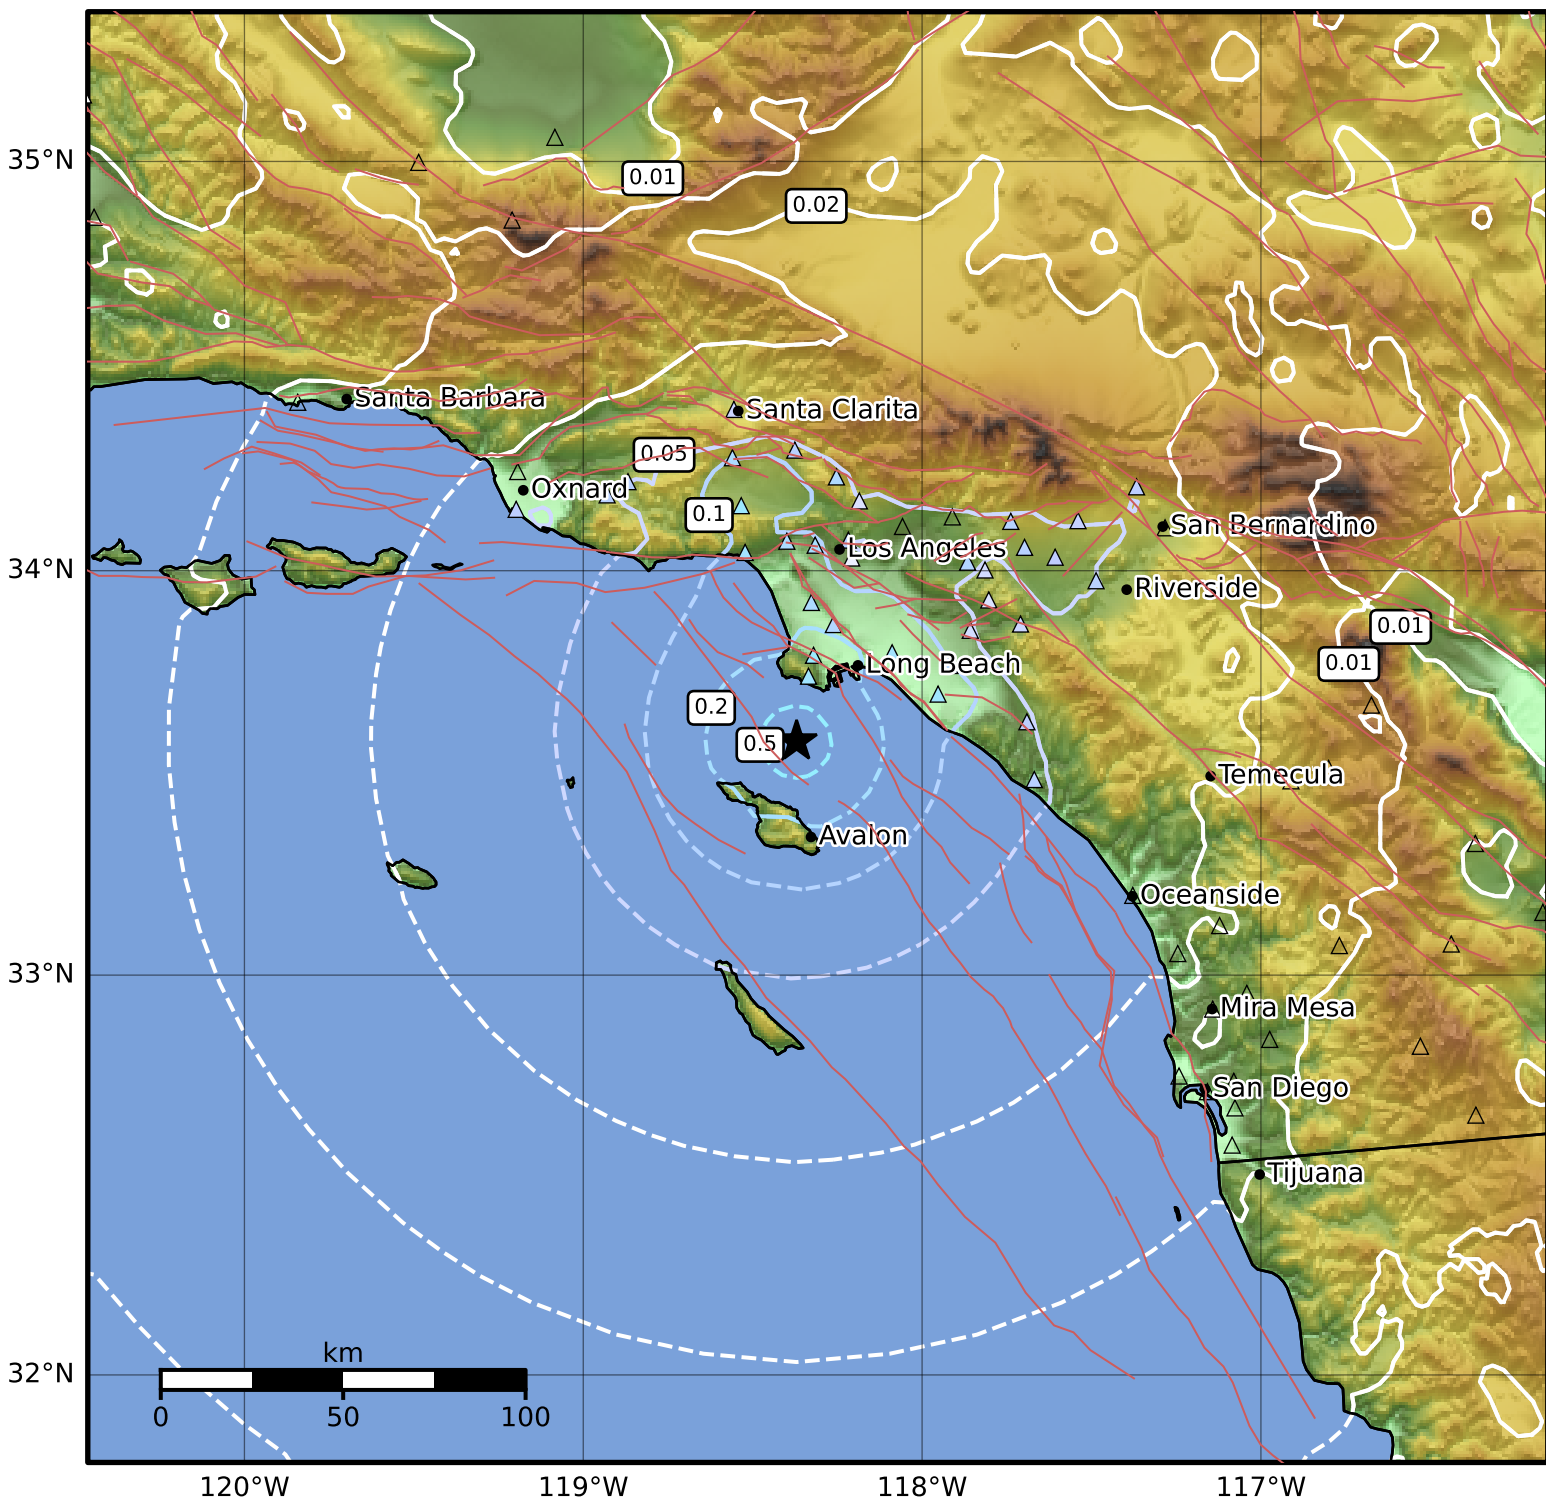 35°N
0.01
0.02
Santa Barbara
Santa Clarita
0.05
Oxnard
0.1
San Bernardino
Los Angeles
34°N
Riverside
0.01
0.01
Long Beach
0.2
0.5
Temecula
Avalon
Oceanside
33°N
Mira Mesa
San Diego
Tijuana
km
32°N
0 50 100
120°W 119°W 118°W 117°W